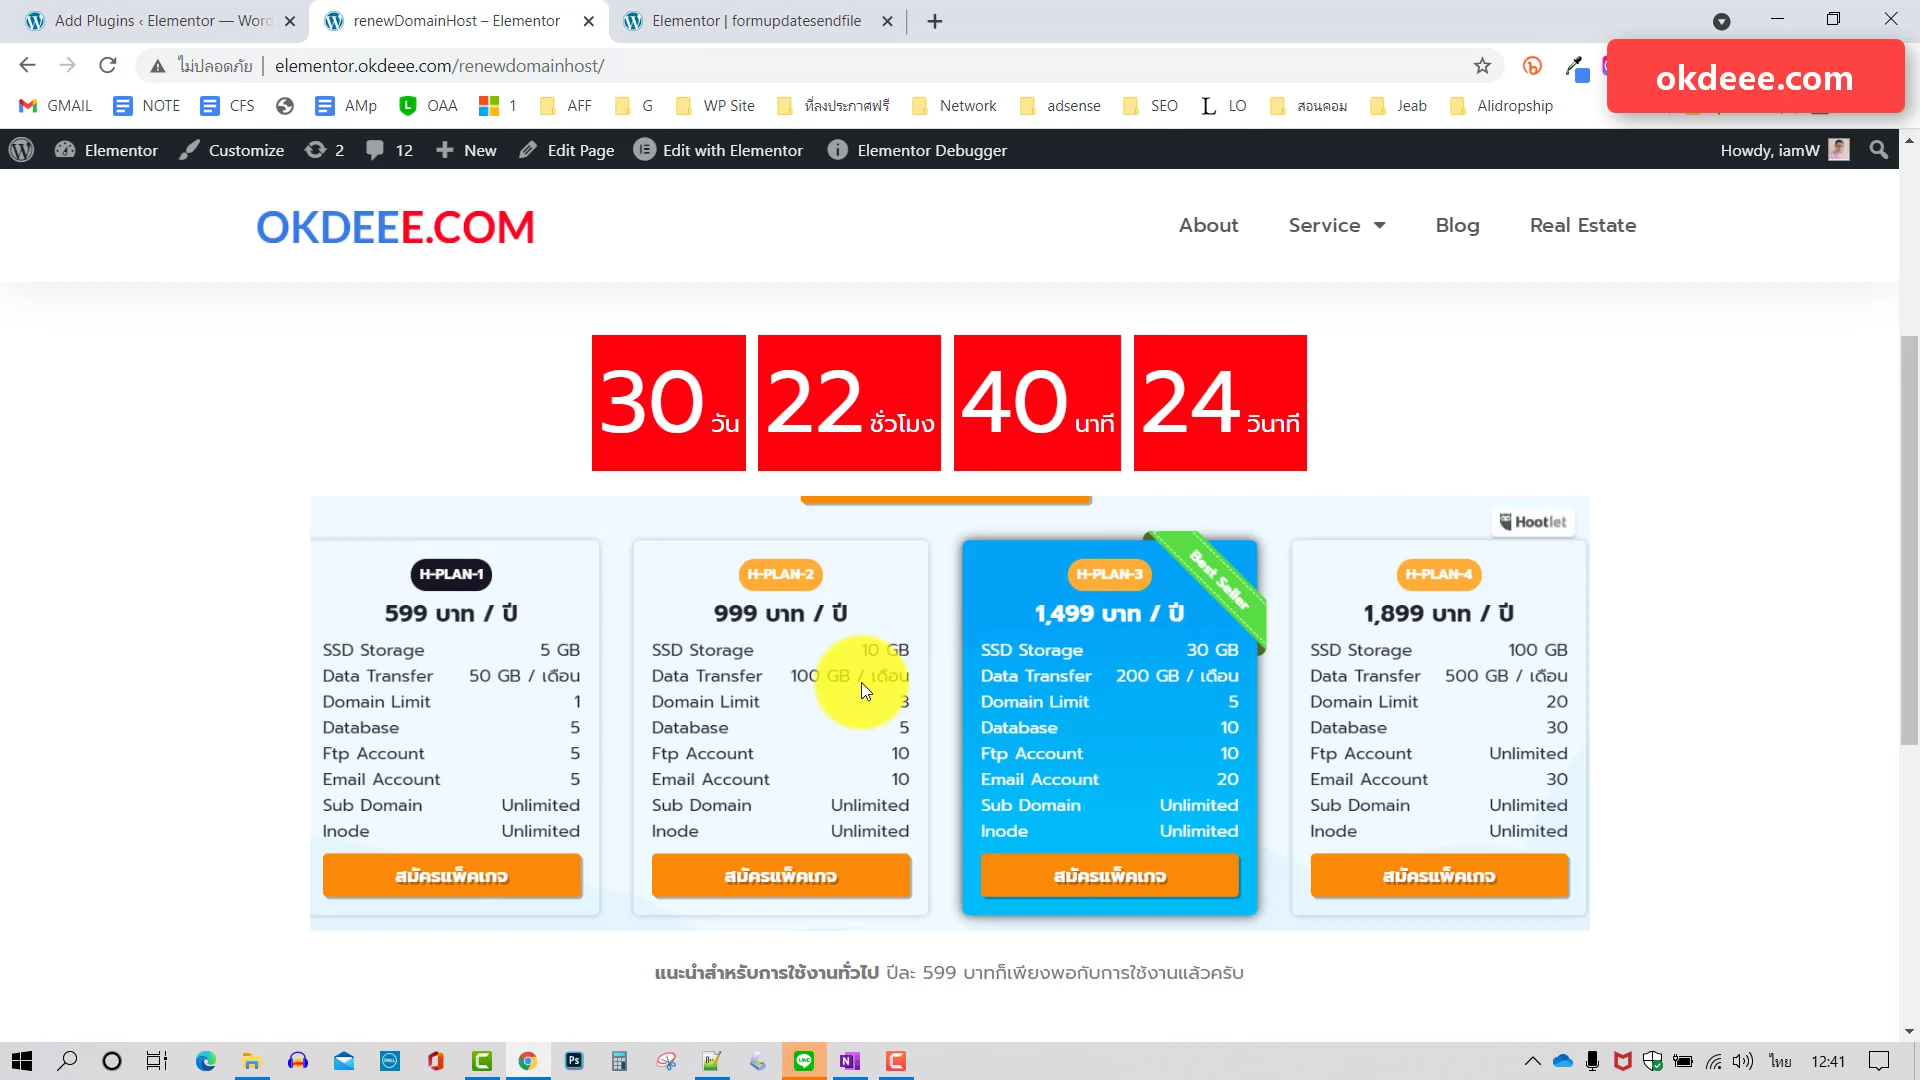 Add Plugins ‹ Elementor — Word
renewDomainHost – Elementor
Elementor | formupdatesendfile
ไม่ปลอดภัย
elementor.okdeee.com/renewdomainhost/
okdeee.com
GMAIL
NOTE
CFS
AMp
OAA
1
AFF
G
WP Site
ที่ลงประกาศฟรี
Network
adsense
SEO
L LO
สอนคอม
Jeab
Alidropship
Elementor
Customize
2
12
New
Edit Page
Edit with Elementor
Elementor Debugger
Howdy, iamW
OKDEEE.COM
About
Service
Blog
Real Estate
30 วัน
22 ชั่วโมง
40 นาที
24 วินาที
Hootlet
H-PLAN-1
599 บาท / ปี
SSD Storage 5 GB
Data Transfer 50 GB / เดือน
Domain Limit 1
Database 5
Ftp Account 5
Email Account 5
Sub Domain Unlimited
Inode Unlimited
สมัครแพ็คเกจ
H-PLAN-2
999 บาท / ปี
SSD Storage 10 GB
Data Transfer 100 GB / เดือน
Domain Limit 3
Database 5
Ftp Account 10
Email Account 10
Sub Domain Unlimited
Inode Unlimited
สมัครแพ็คเกจ
Best Seller
H-PLAN-3
1,499 บาท / ปี
SSD Storage 30 GB
Data Transfer 200 GB / เดือน
Domain Limit 5
Database 10
Ftp Account 10
Email Account 20
Sub Domain Unlimited
Inode Unlimited
สมัครแพ็คเกจ
H-PLAN-4
1,899 บาท / ปี
SSD Storage 100 GB
Data Transfer 500 GB / เดือน
Domain Limit 20
Database 30
Ftp Account Unlimited
Email Account 30
Sub Domain Unlimited
Inode Unlimited
สมัครแพ็คเกจ
แนะนำสำหรับการใช้งานทั่วไป ปีละ 599 บาทก็เพียงพอกับการใช้งานแล้วครับ
ไทย
12:41